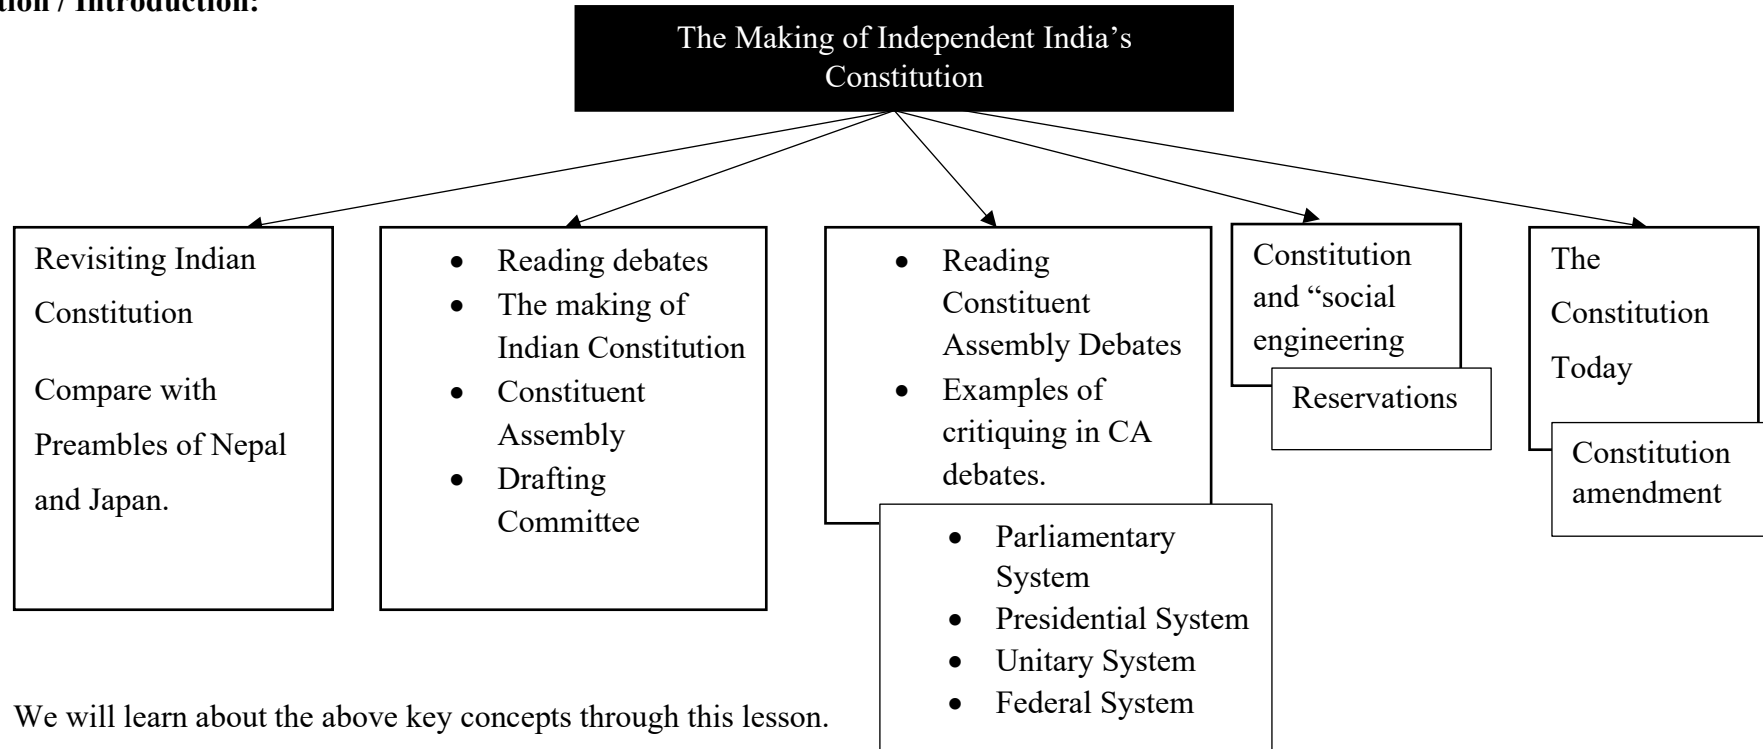 tion / Introduction:
The Making of Independent India’s
Constitution
Revisiting Indian
Constitution
Compare with
Preambles of Nepal
and Japan.
• Reading debates
• The making of
Indian Constitution
• Constituent
Assembly
• Drafting
Committee
• Reading
Constituent
Assembly Debates
• Examples of
critiquing in CA
debates.
• Parliamentary
System
• Presidential System
• Unitary System
• Federal System
Constitution
and “social
engineering
Reservations
The
Constitution
Today
Constitution
amendment
We will learn about the above key concepts through this lesson.